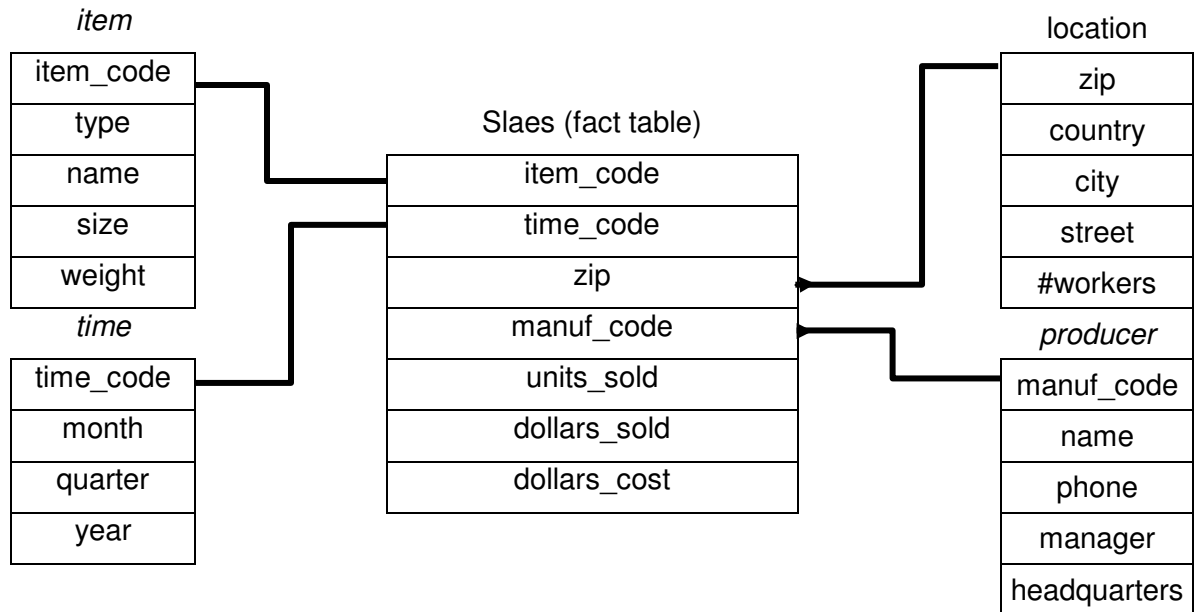 item
item_code
type
name
size
weight
time
time_code
month
quarter
year
Slaes (fact table)
item_code
time_code
zip
manuf_code
units_sold
dollars_sold
dollars_cost
location
zip
country
city
street
#workers
producer
manuf_code
name
phone
manager
headquarters